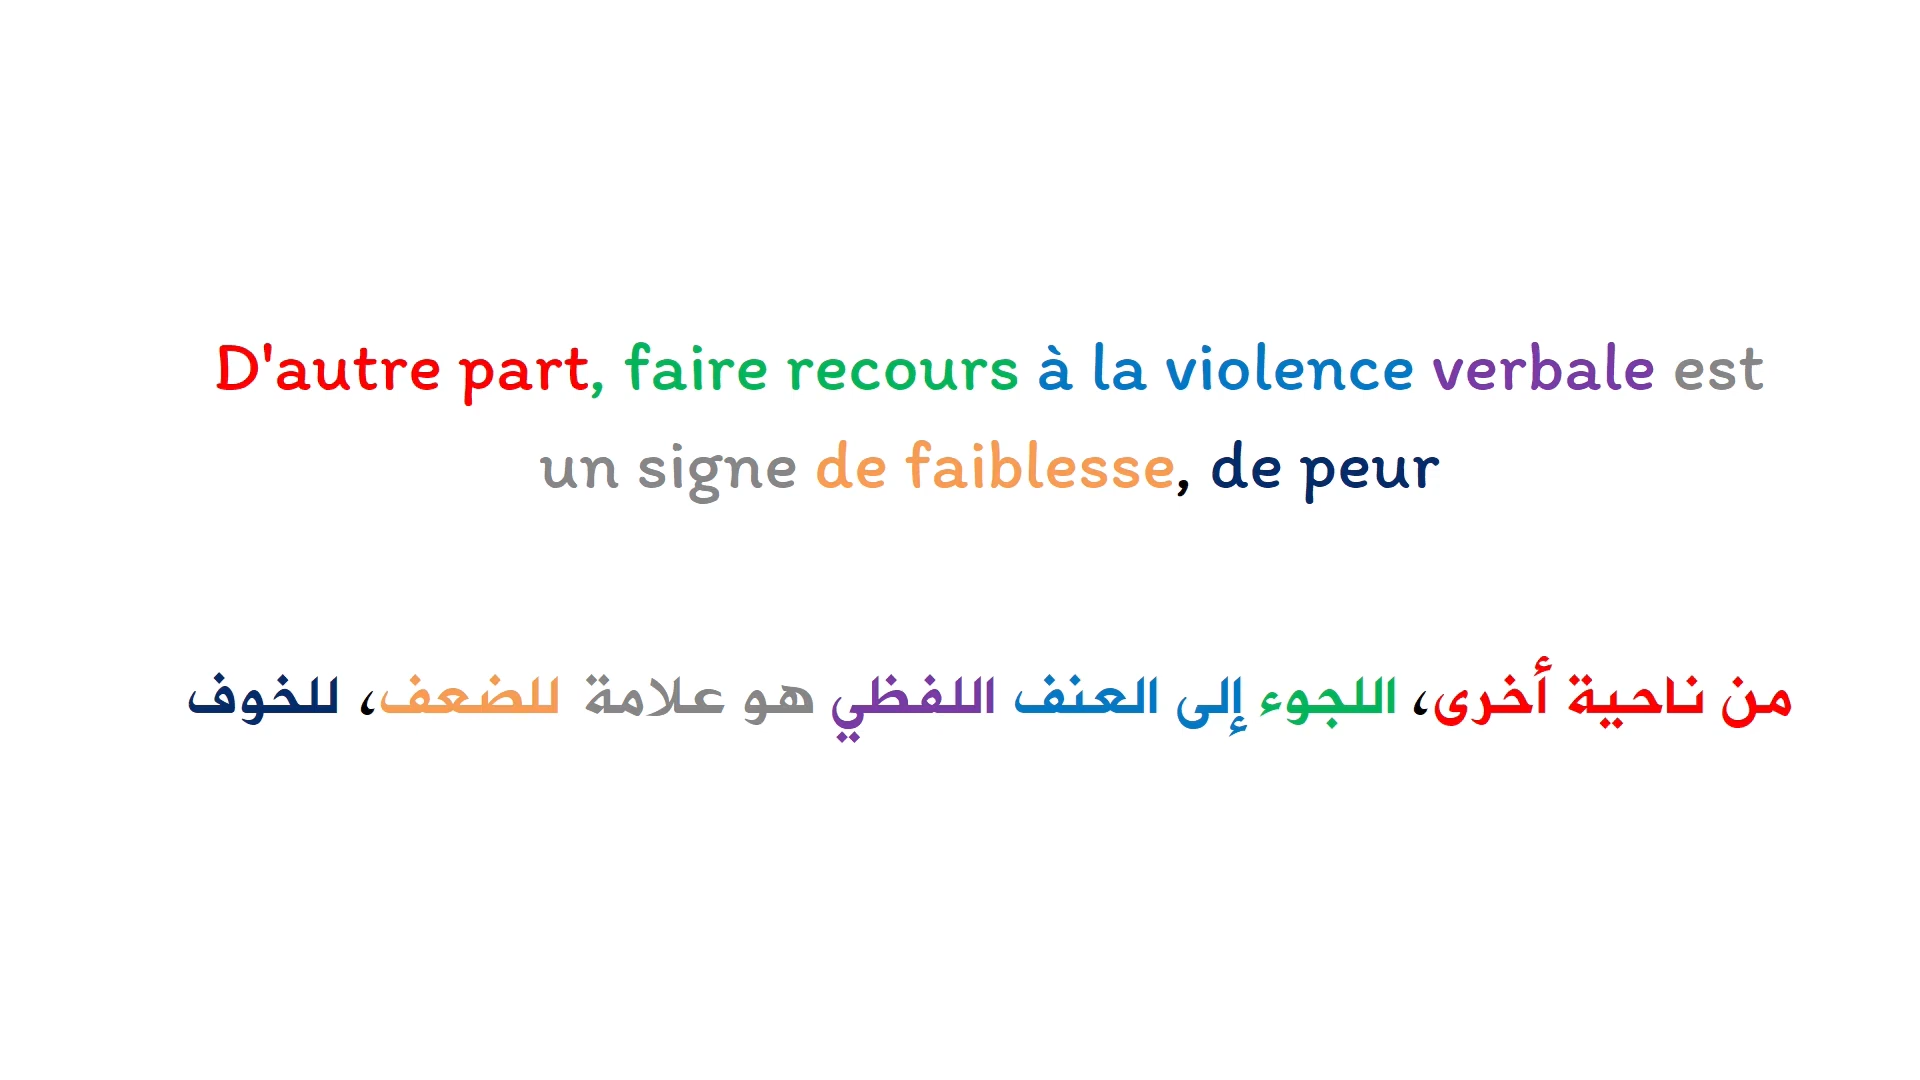 D'autre part, faire recours à la violence verbale est
un signe de faiblesse, de peur
من ناحية أخرى، اللجوء إلى العنف اللفظي هو علامة للضعف، للخوف